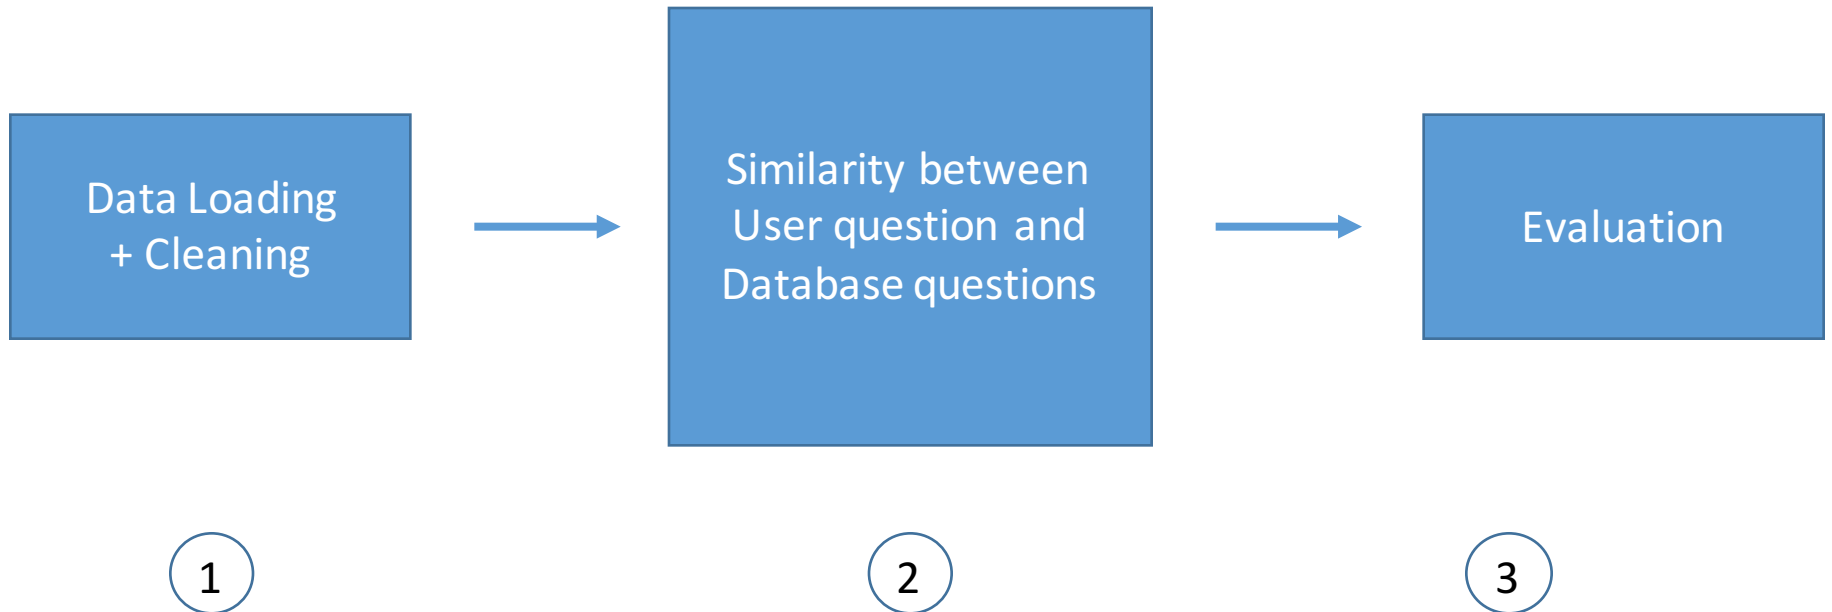 Data Loading
+ Cleaning
Similarity between
User question and
Database questions
Evaluation
1
2
3